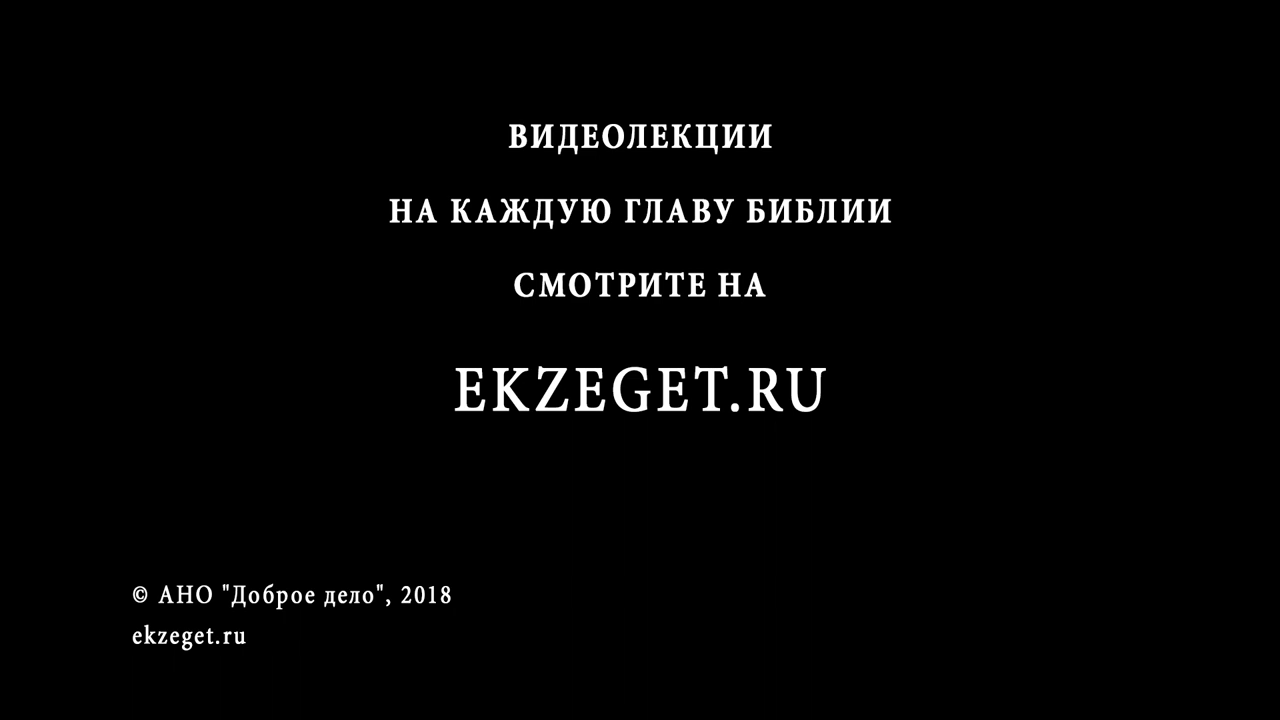 ВИДЕОЛЕКЦИИ
НА КАЖДУЮ ГЛАВУ БИБЛИИ
СМОТРИТЕ НА
EKZEGET.RU
© АНО "Доброе дело", 2018
ekzeget.ru